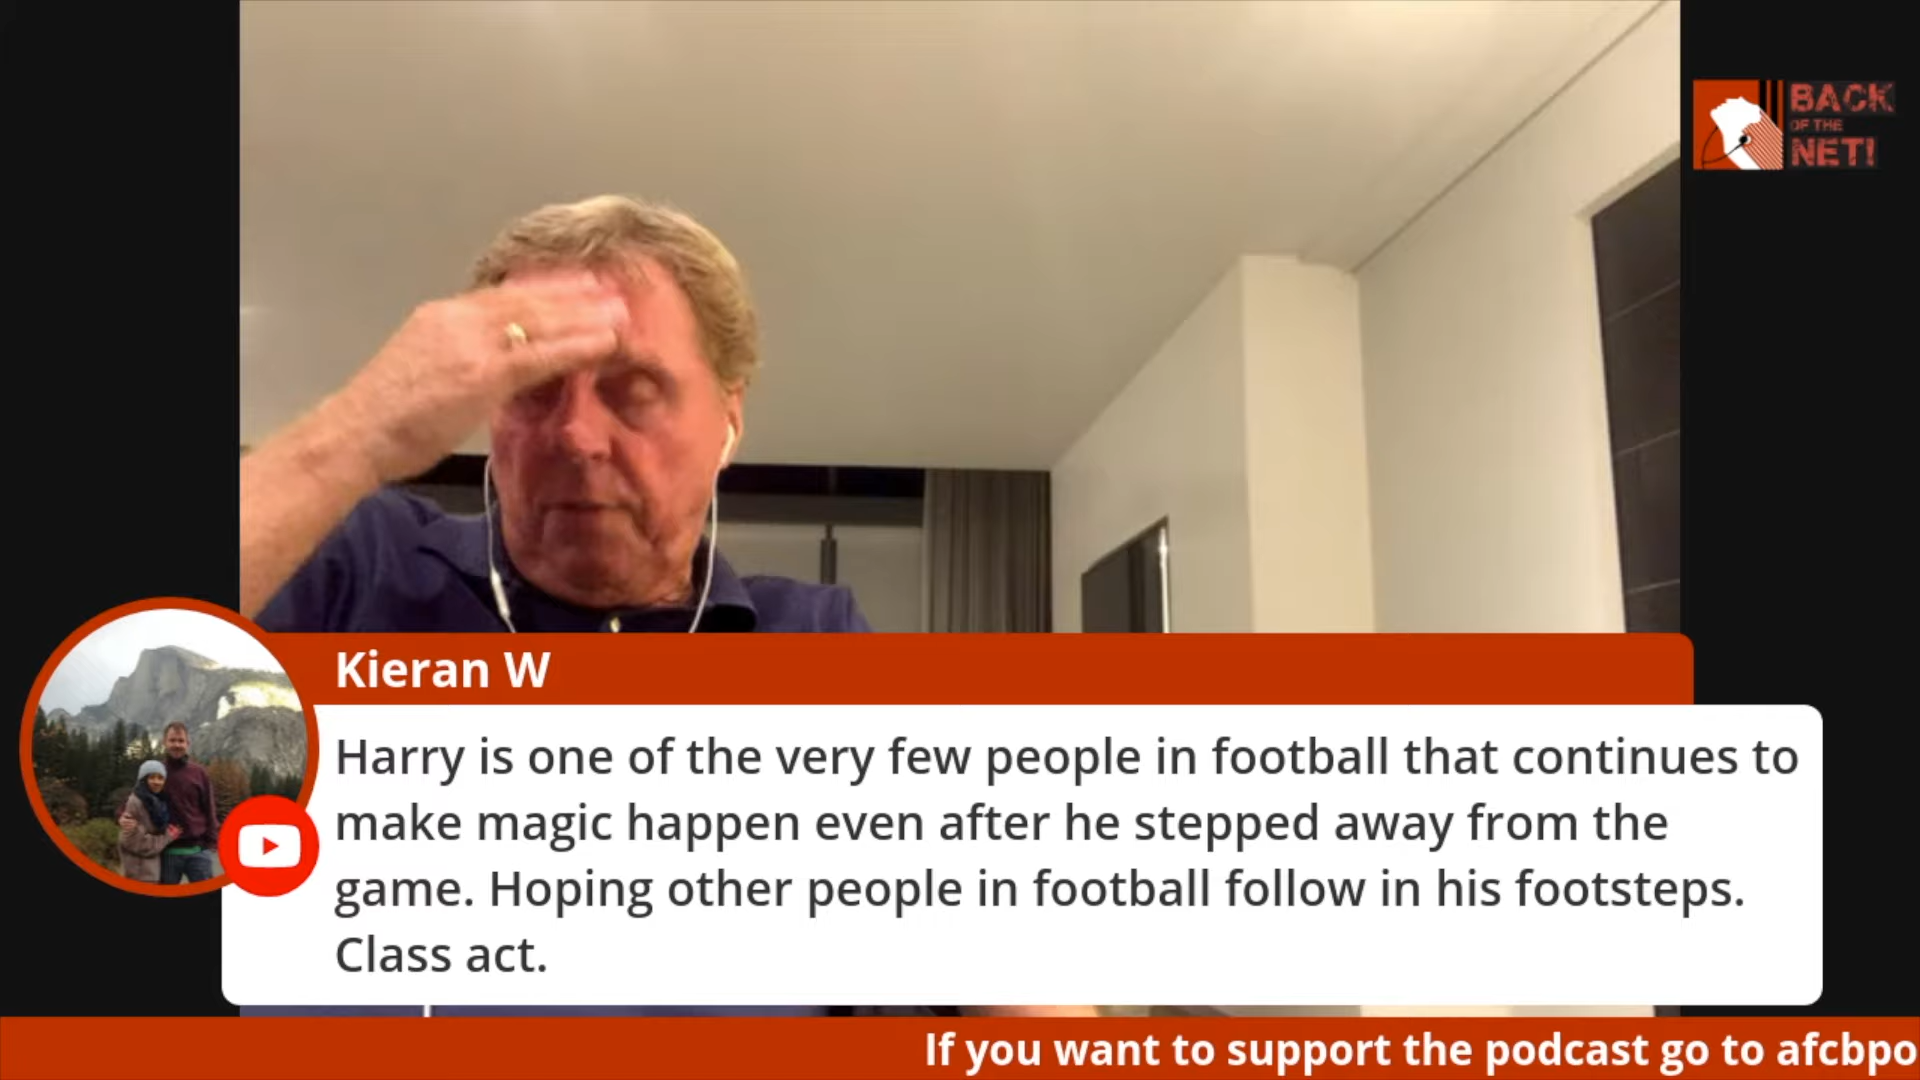 BACK
OF THE
NET!
Kieran W
Harry is one of the very few people in football that continues to
make magic happen even after he stepped away from the
game. Hoping other people in football follow in his footsteps.
Class act.
If you want to support the podcast go to afcbpo